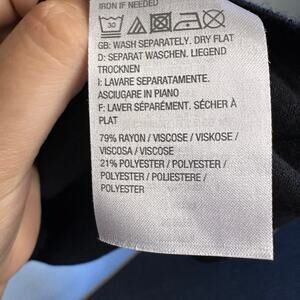 IRON IF NEEDED
30
GB: WASH SEPARATELY. DRY FLAT
D: SEPARAT WASCHEN. LIEGEND
TROCKNEN
I: LAVARE SEPARATAMENTE.
ASCIUGARE IN PIANO
F: LAVER SÉPARÉMENT. SÉCHER À
PLAT
79% RAYON / VISCOSE / VISKOSE /
VISCOSA / VISCOSE
21% POLYESTER / POLYESTER /
POLYESTER / POLIESTERE /
POLYESTER